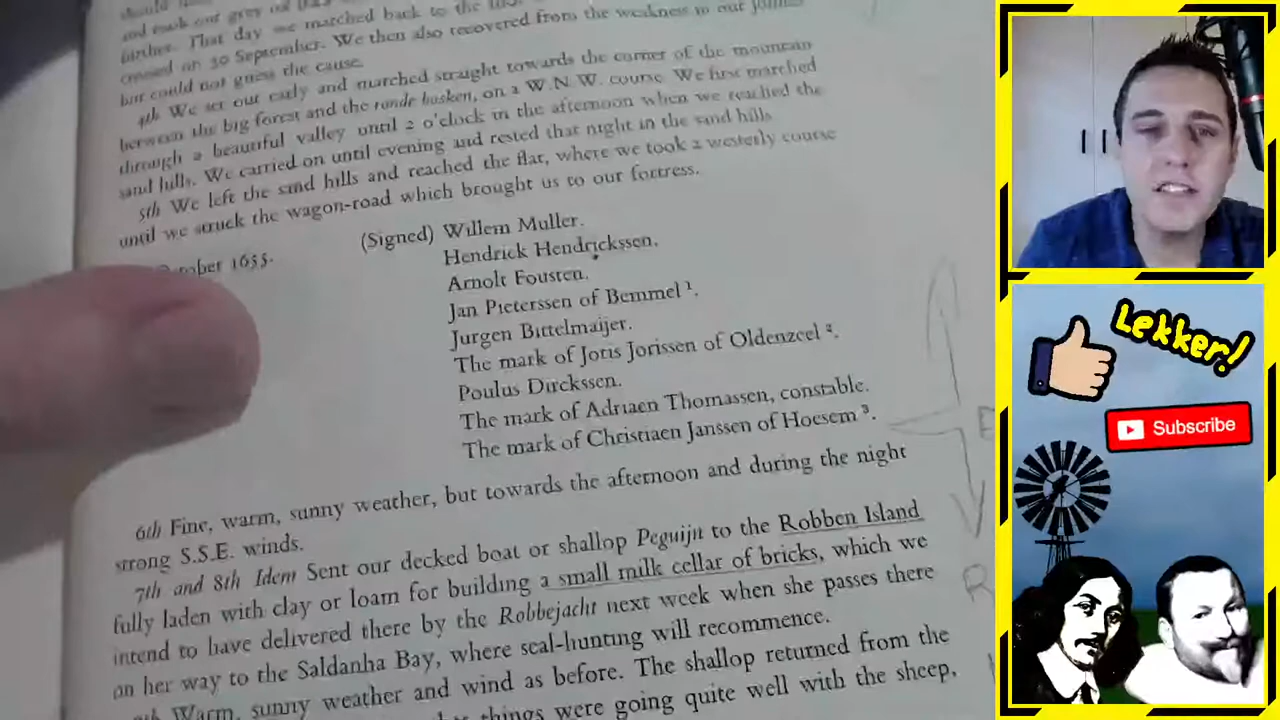 and took out grey
further. That day we marched back to the
crossed on 30 September. We then also recovered from the weakness in our joints
but could not guess the cause.
4th We set out early and marched straight towards the corner of the mountain
between the big forest and the ronde bosken, on a W.N.W. course. We first marched
through a beautiful valley until 2 o'clock in the afternoon when we reached the
sand hills. We carried on until evening and rested that night in the sand hills.
5th We left the sand hills and reached the flat, where we took a westerly course
until we struck the wagon-road which brought us to our fortress.
1655.
(Signed) Willem Muller.
Hendrick Hendrickssen.
Arnolt Fousten.
Jan Pieterssen of Bemmel ¹.
Jurgen Bittelmaijer.
The mark of Joris Jorissen of Oldenzeel ².
Poulus Dirckssen.
The mark of Adriaen Thomassen, constable.
The mark of Christiaen Janssen of Hoesem ³.
6th Fine, warm, sunny weather, but towards the afternoon and during the night
strong S.S.E. winds.
7th and 8th Idem Sent our decked boat or shallop Peguijn to the Robben Island
fully laden with clay or loam for building a small milk cellar of bricks, which we
intend to have delivered there by the Robbejacht next week when she passes there
on her way to the Saldanha Bay, where seal-hunting will recommence.
Warm, sunny weather and wind as before. The shallop returned from the
things were going quite well with the sheep,
Lekker!
Subscribe